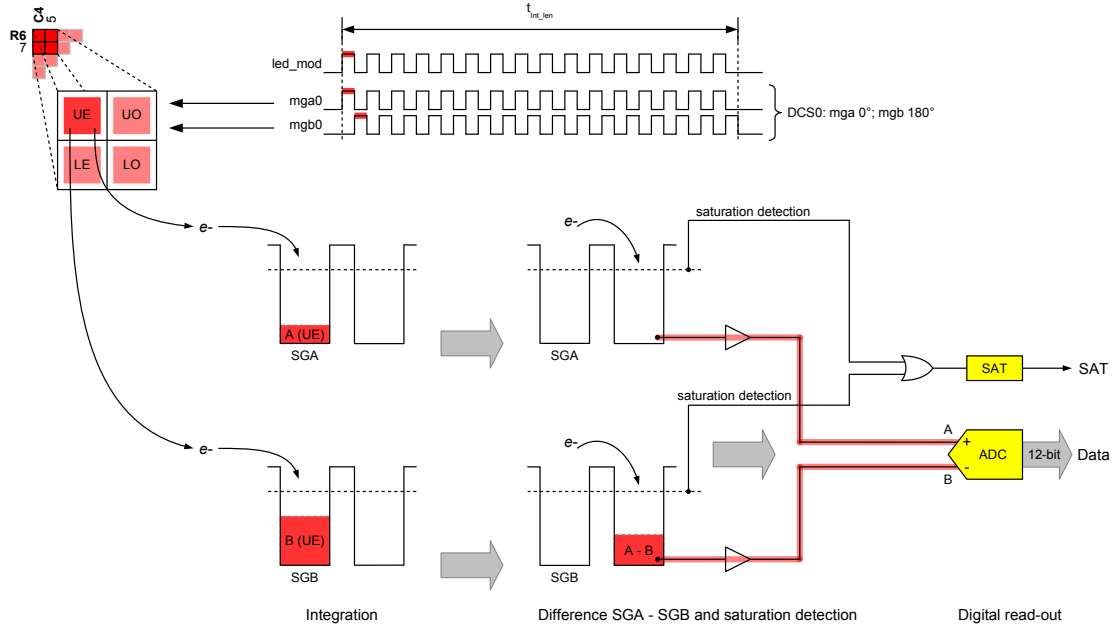 C4
5
R6
7
tInt_len
led_mod
mga0
mgb0
DCS0: mga 0°; mgb 180°
UE
UO
LE
LO
e-
e-
saturation detection
A (UE)
SGA
SGA
SAT
SAT
saturation detection
e-
e-
A
+
ADC
12-bit
Data
-
B
B (UE)
A - B
SGB
SGB
Integration
Difference SGA - SGB and saturation detection
Digital read-out